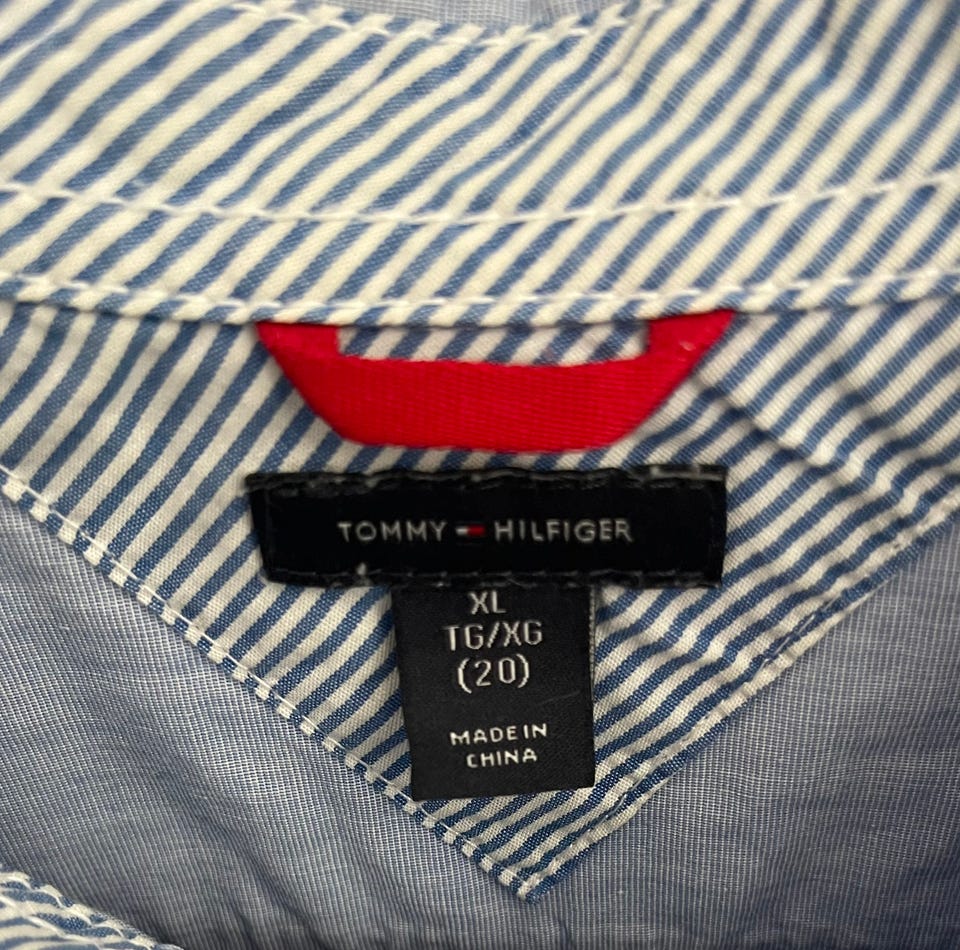 TOMMY HILFIGER
XL
TG/XG
(20)
MADE IN
CHINA